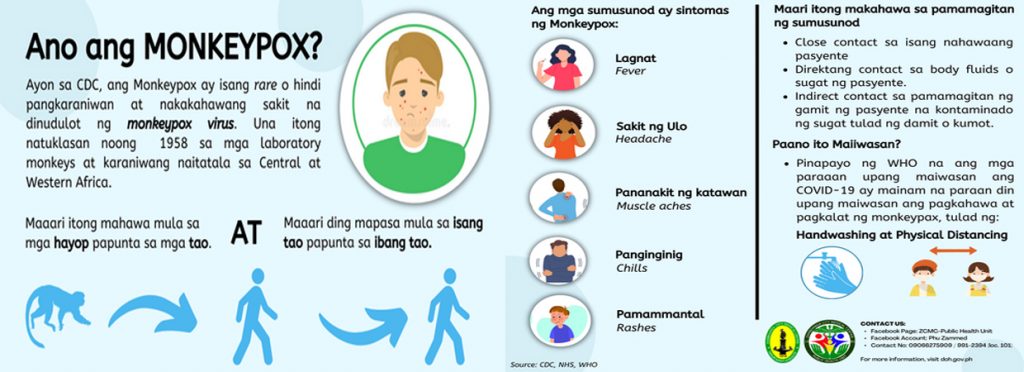 Ano ang MONKEYPOX?
Ayon sa CDC, ang Monkeypox ay isang rare o hindi
pangkaraniwan at nakakahawang sakit na
dinudulot ng monkeypox virus. Una itong
natuklasan noong 1958 sa mga laboratory
monkeys at karaniwang naitatala sa Central at
Western Africa.
Maaari itong mahawa mula sa
mga hayop papunta sa mga tao.
AT
Maaari ding mapasa mula sa isang
tao papunta sa ibang tao.
Ang mga sumusunod ay sintomas
ng Monkeypox:
Lagnat
Fever
Sakit ng Ulo
Headache
Pananakit ng katawan
Muscle aches
Panginginig
Chills
Pamammantal
Rashes
Source: CDC, NHS, WHO
Maari itong makahawa sa pamamagitan
ng sumusunod
• Close contact sa isang nahawaang
pasyente
• Direktang contact sa body fluids o
sugat ng pasyente.
• Indirect contact sa pamamagitan ng
gamit ng pasyente na kontaminado
ng sugat tulad ng damit o kumot.
Paano ito Maiiwasan?
• Pinapayo ng WHO na ang mga
paraaan upang maiwasan ang
COVID-19 ay mainam na paraan din
upang maiwasan ang pagkahawa at
pagkalat ng monkeypax, tulad ng:
Handwashing at Physical Distancing
CONTACT US:
• Facebook Page: ZCMC-Public Health Unit
• Facebook Account: Phu Zammed
• Contact No: 09066275909 / 991-2394 loc. 101;
For more information, visit doh.gov.ph